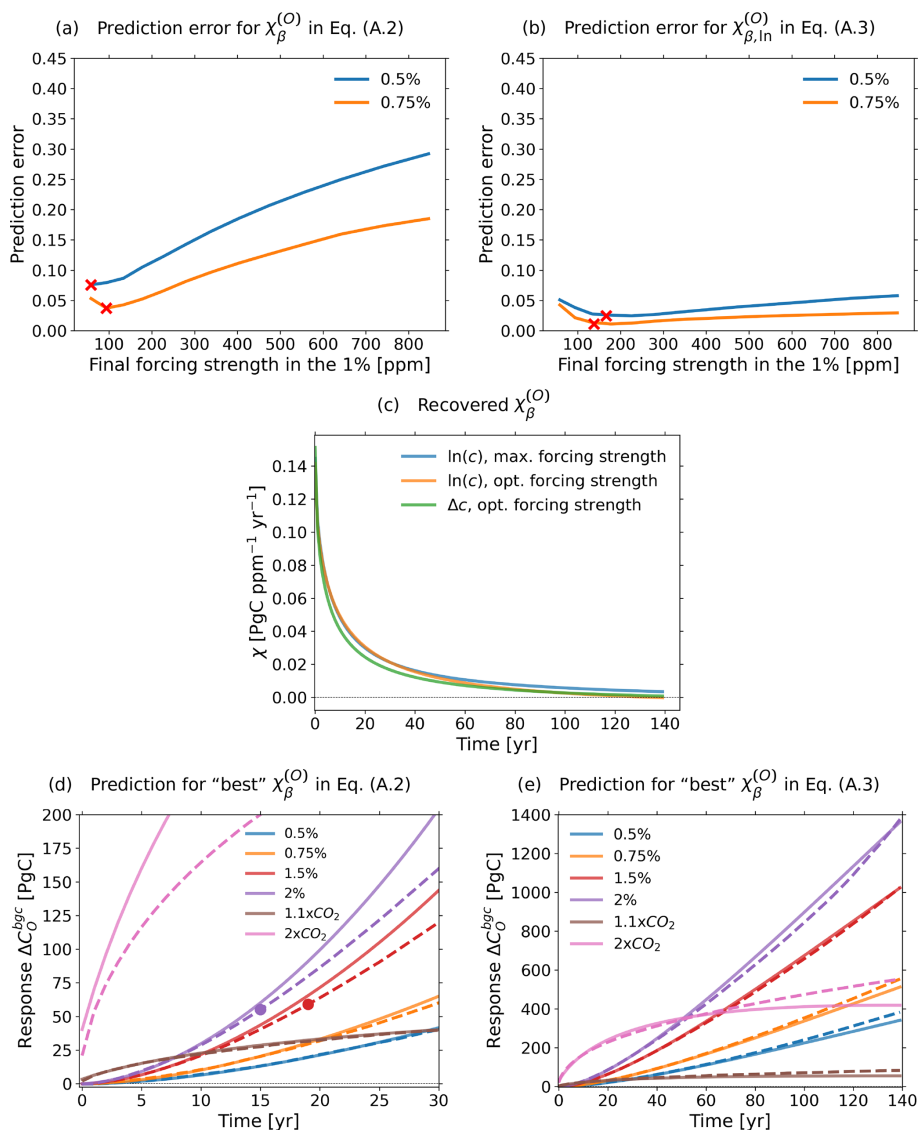 (a) Prediction error for χ_β^(O) in Eq. (A.2)
0.45
0.40
0.35
0.30
0.25
0.20
0.15
0.10
0.05
0.00
Prediction error
0.5%
0.75%
100 200 300 400 500 600 700 800
Final forcing strength in the 1% [ppm]
(b) Prediction error for χ_β,ln^(O) in Eq. (A.3)
0.45
0.40
0.35
0.30
0.25
0.20
0.15
0.10
0.05
0.00
Prediction error
0.5%
0.75%
100 200 300 400 500 600 700 800
Final forcing strength in the 1% [ppm]
(c) Recovered χ_β^(O)
0.14
0.12
0.10
0.08
0.06
0.04
0.02
0.00
χ [PgC ppm⁻¹ yr⁻¹]
ln(c), max. forcing strength
ln(c), opt. forcing strength
Δc, opt. forcing strength
0 20 40 60 80 100 120 140
Time [yr]
(d) Prediction for “best” χ_β^(O) in Eq. (A.2)
200
175
150
125
100
75
50
25
0
Response ΔC_O^bgc [PgC]
0.5%
0.75%
1.5%
2%
1.1xCO₂
2xCO₂
0 5 10 15 20 25 30
Time [yr]
(e) Prediction for “best” χ_β^(O) in Eq. (A.3)
1400
1200
1000
800
600
400
200
0
Response ΔC_O^bgc [PgC]
0.5%
0.75%
1.5%
2%
1.1xCO₂
2xCO₂
0 20 40 60 80 100 120 140
Time [yr]